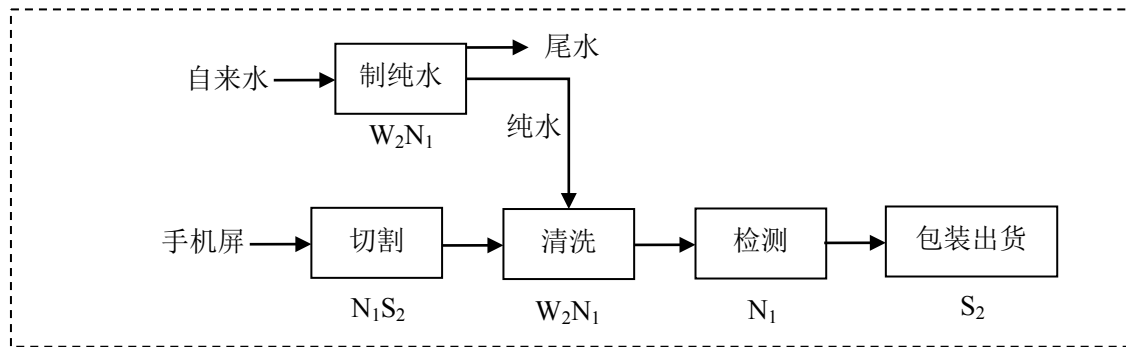 尾水
自来水
制纯水
W₂N₁
纯水
手机屏
切割
清洗
检测
包装出货
N₁S₂
W₂N₁
N₁
S₂